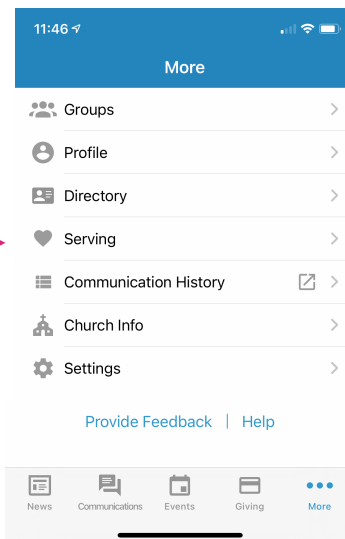 11:46
More
Groups
Profile
Directory
Serving
Communication History
Church Info
Settings
Provide Feedback | Help
News Communications Events Giving More